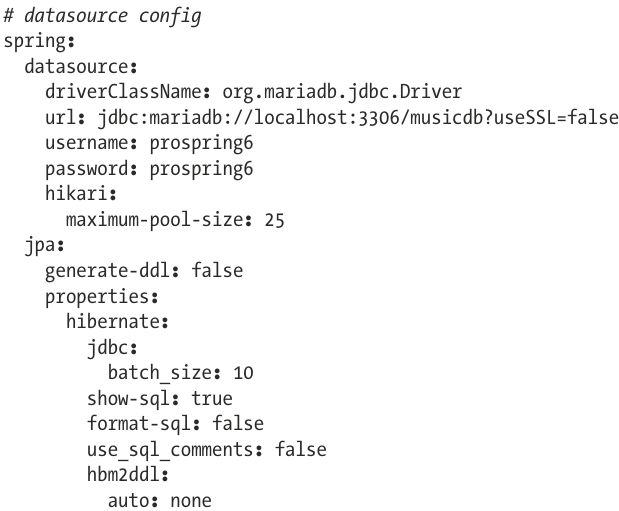 # datasource config
spring:
  datasource:
    driverClassName: org.mariadb.jdbc.Driver
    url: jdbc:mariadb://localhost:3306/musicdb?useSSL=false
    username: prospring6
    password: prospring6
    hikari:
      maximum-pool-size: 25
  jpa:
    generate-ddl: false
    properties:
      hibernate:
        jdbc:
          batch_size: 10
        show-sql: true
        format-sql: false
        use_sql_comments: false
        hbm2ddl:
          auto: none